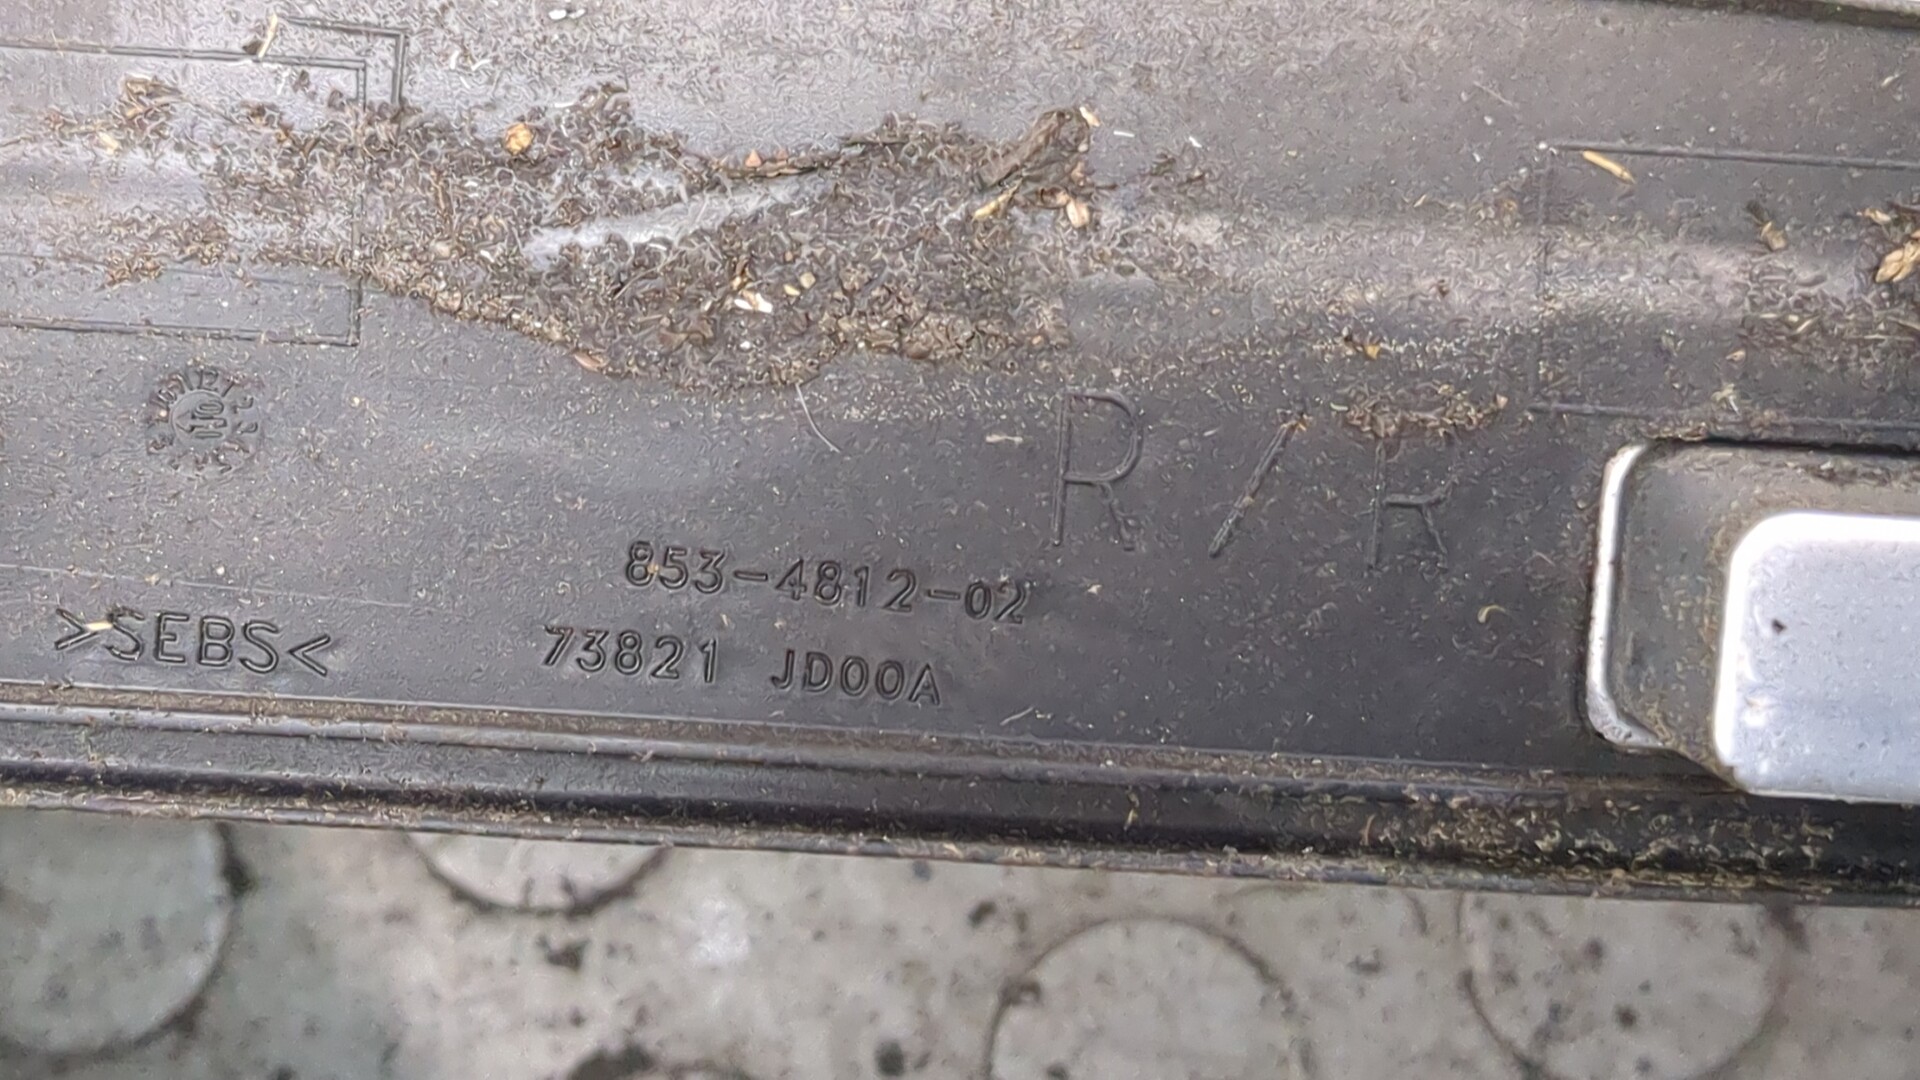 R/R
853-4812-02
>SEBS<
73821 JD00A